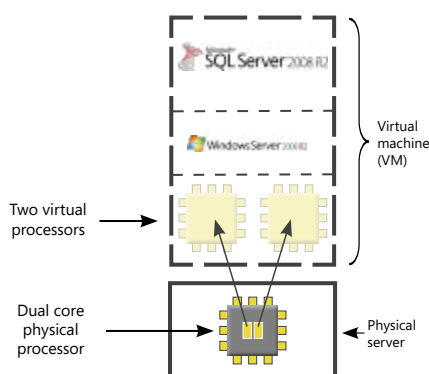 Microsoft
SQL Server 2008 R2
Windows Server 2008 R2
Virtual
machine
(VM)
Two virtual
processors
Dual core
physical
processor
Physical
server